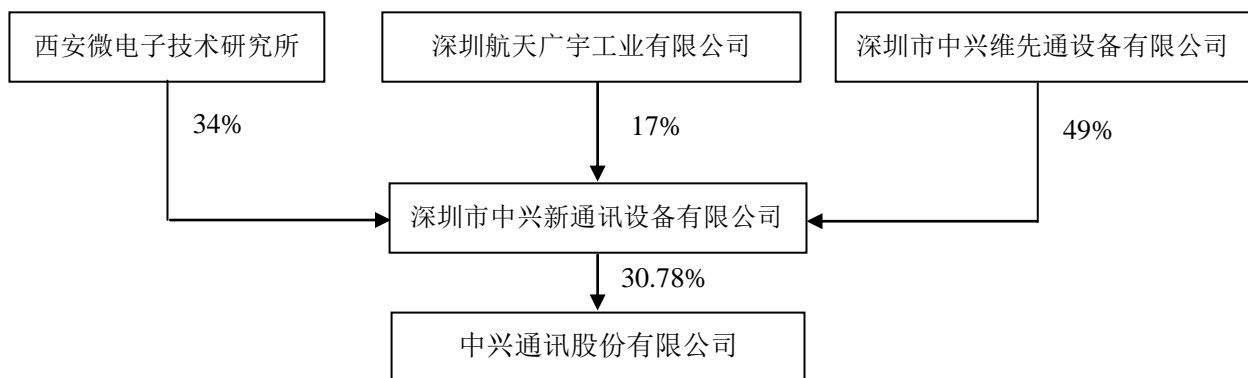 西安微电子技术研究所
深圳航天广宇工业有限公司
深圳市中兴维先通设备有限公司
34%
17%
49%
深圳市中兴新通讯设备有限公司
30.78%
中兴通讯股份有限公司